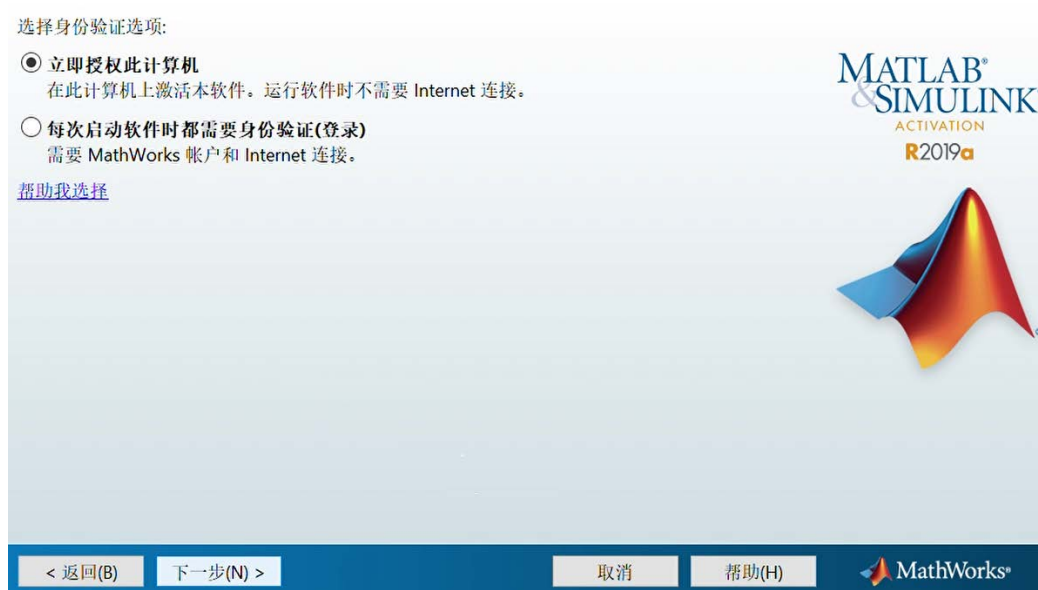 选择身份验证选项:
立即授权此计算机
在此计算机上激活本软件。运行软件时不需要 Internet 连接。
每次启动软件时都需要身份验证(登录)
需要 MathWorks 帐户和 Internet 连接。
帮助我选择
MATLAB®
&SIMULINK
ACTIVATION
R2019a
< 返回(B)
下一步(N) >
取消
帮助(H)
MathWorks®